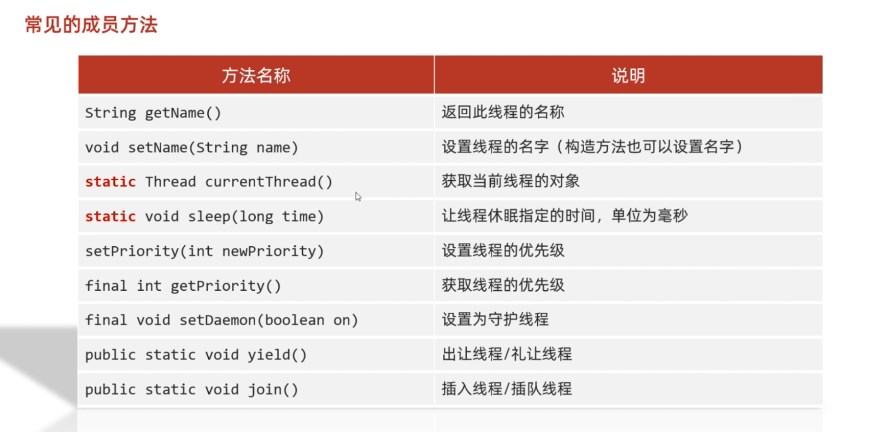 常见的成员方法
方法名称 说明
String getName() 返回此线程的名称
void setName(String name) 设置线程的名字（构造方法也可以设置名字）
static Thread currentThread() 获取当前线程的对象
static void sleep(long time) 让线程休眠指定的时间，单位为毫秒
setPriority(int newPriority) 设置线程的优先级
final int getPriority() 获取线程的优先级
final void setDaemon(boolean on) 设置为守护线程
public static void yield() 出让线程/礼让线程
public static void join() 插入线程/插队线程